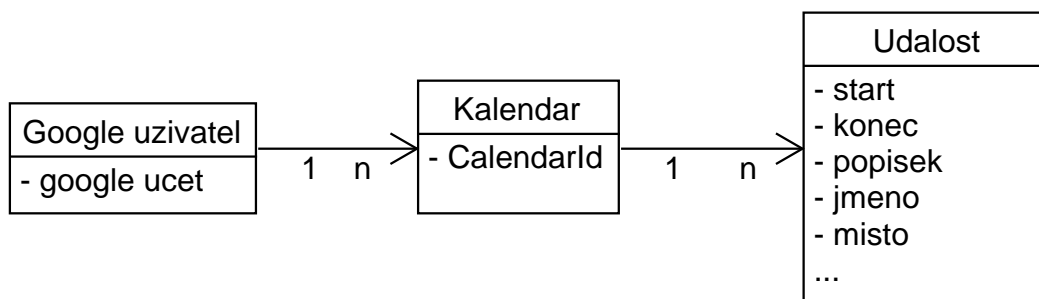 Google uzivatel
- google ucet
1 n
Kalendar
- CalendarId
1 n
Udalost
- start
- konec
- popisek
- jmeno
- misto
...